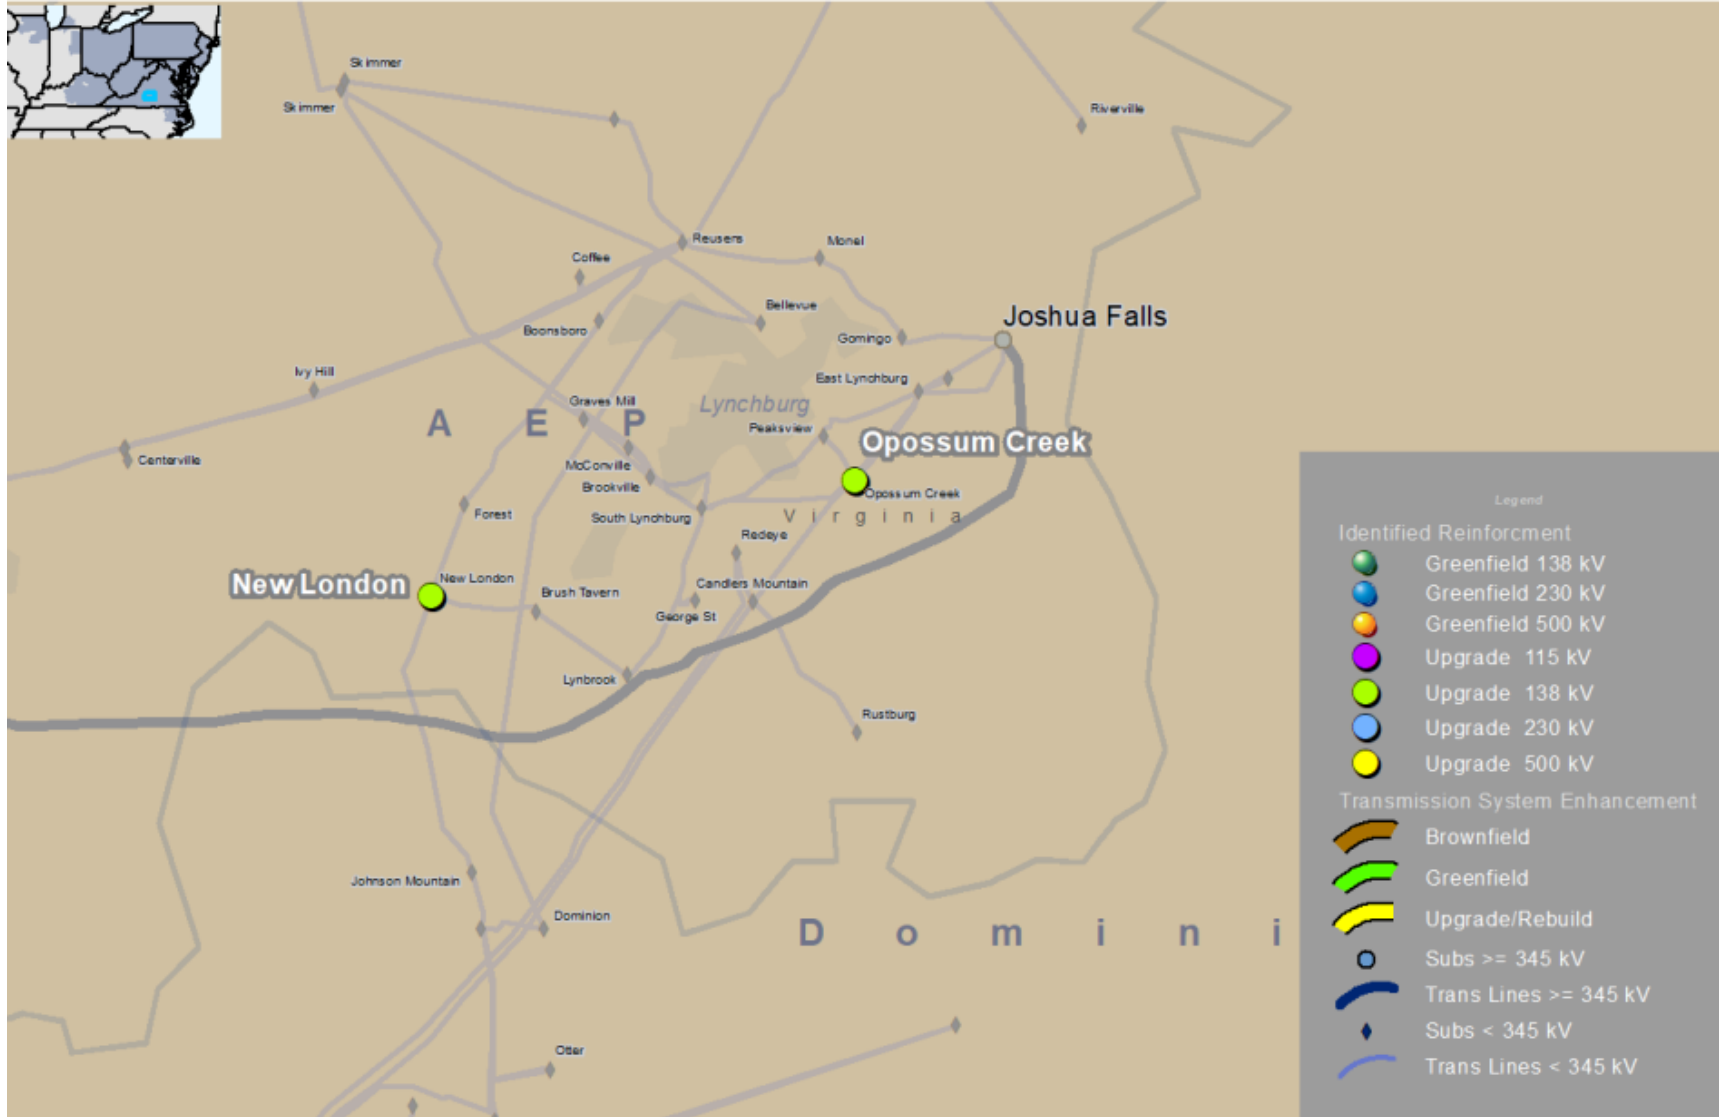 Skimmer
Skimmer
Riverville
Reusens
Monel
Coffee
Bellevue
Boonsboro
Joshua Falls
Gomingo
Ivy Hill
East Lynchburg
Graves Mill
Lynchburg
A E P
Peaksview
Opossum Creek
Centerville
McConville
Brookville
Opossum Creek
Forest
South Lynchburg
Virginia
Redeye
New London
New London
Candlers Mountain
Brush Tavern
George St
Lynbrook
Rustburg
Johnson Mountain
Dominion
D o m i n i
Otter
Legend
Identified Reinforcment
Greenfield 138 kV
Greenfield 230 kV
Greenfield 500 kV
Upgrade 115 kV
Upgrade 138 kV
Upgrade 230 kV
Upgrade 500 kV
Transmission System Enhancement
Brownfield
Greenfield
Upgrade/Rebuild
Subs >= 345 kV
Trans Lines >= 345 kV
Subs < 345 kV
Trans Lines < 345 kV